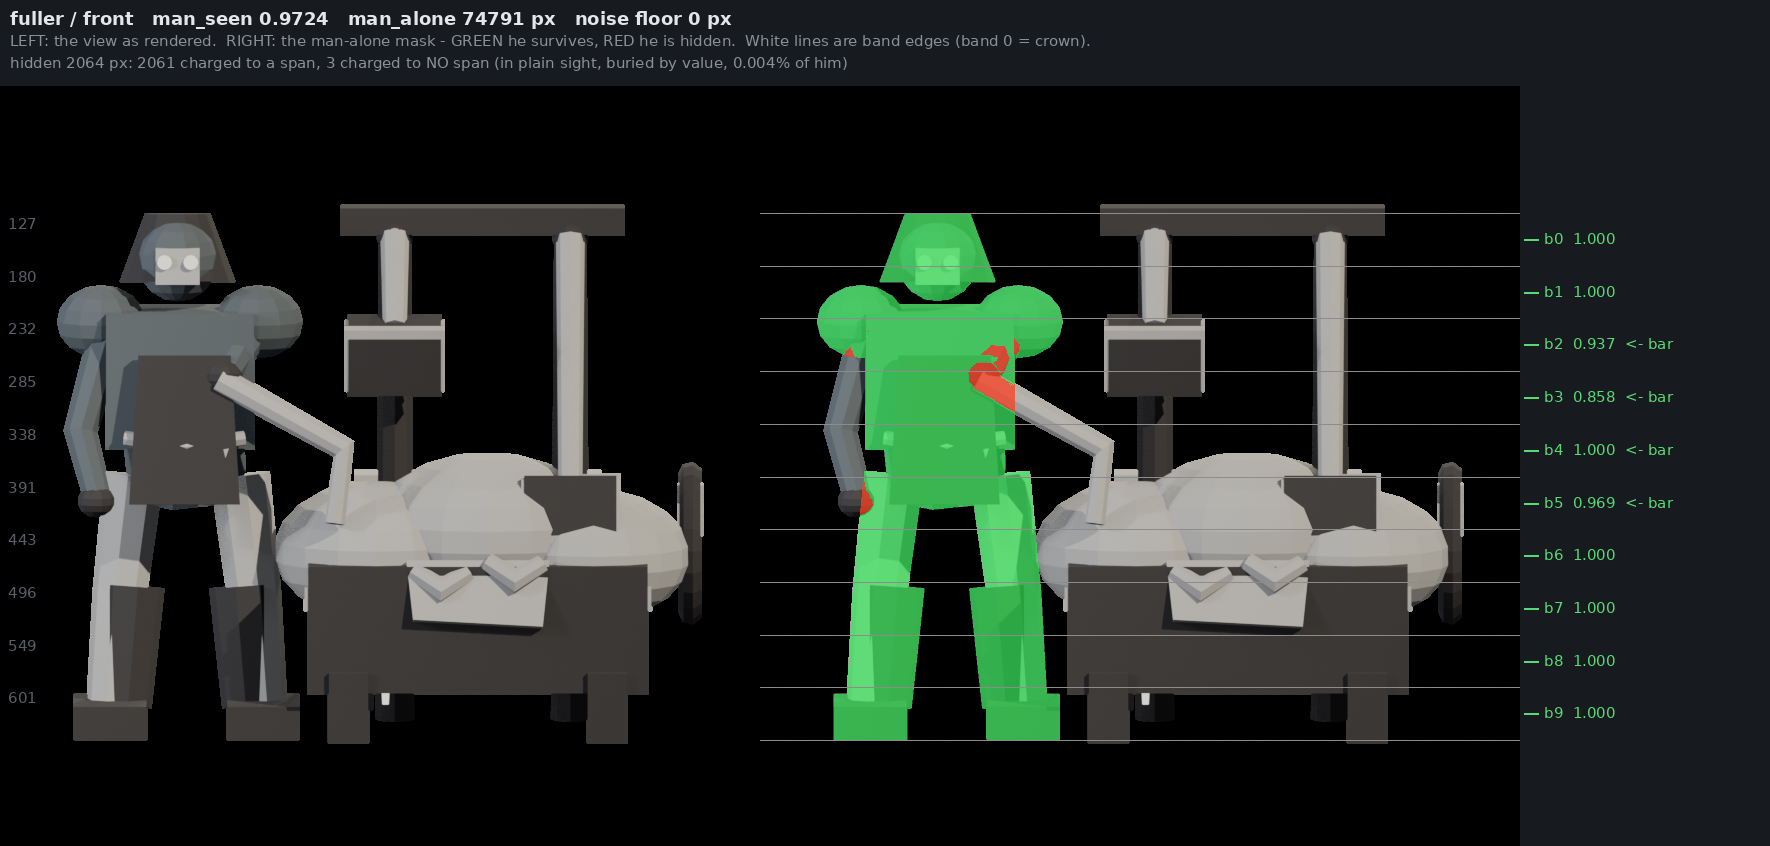 fuller / front   man_seen 0.9724   man_alone 74791 px   noise floor 0 px
LEFT: the view as rendered.  RIGHT: the man-alone mask - GREEN he survives, RED he is hidden.  White lines are band edges (band 0 = crown).
hidden 2064 px: 2061 charged to a span, 3 charged to NO span (in plain sight, buried by value, 0.004% of him)
127
b0  1.000
180
b1  1.000
232
b2  0.937  <- bar
285
b3  0.858  <- bar
338
b4  1.000  <- bar
391
b5  0.969  <- bar
443
b6  1.000
496
b7  1.000
549
b8  1.000
601
b9  1.000